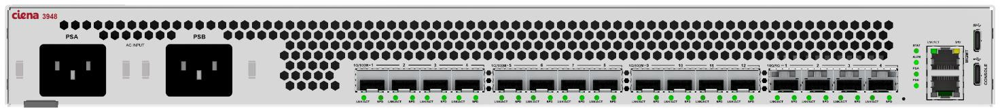 ciena 3948
PSA
AC INPUT
PSB
1G/100M 1 2 3 4
1G/100M 5 6 7 8
1G/100M 9 10 11 12
10G/1G 1 2 3 4
LNK/ACT SPD LNK/ACT SPD LNK/ACT SPD LNK/ACT SPD
LNK/ACT SPD LNK/ACT SPD LNK/ACT SPD LNK/ACT SPD
LNK/ACT SPD LNK/ACT SPD LNK/ACT SPD LNK/ACT SPD
LNK/ACT SPD LNK/ACT SPD LNK/ACT SPD LNK/ACT SPD
STAT
ALRM
PSA
PSB
LNK/ACT SPD
MGMT
CONSOLE